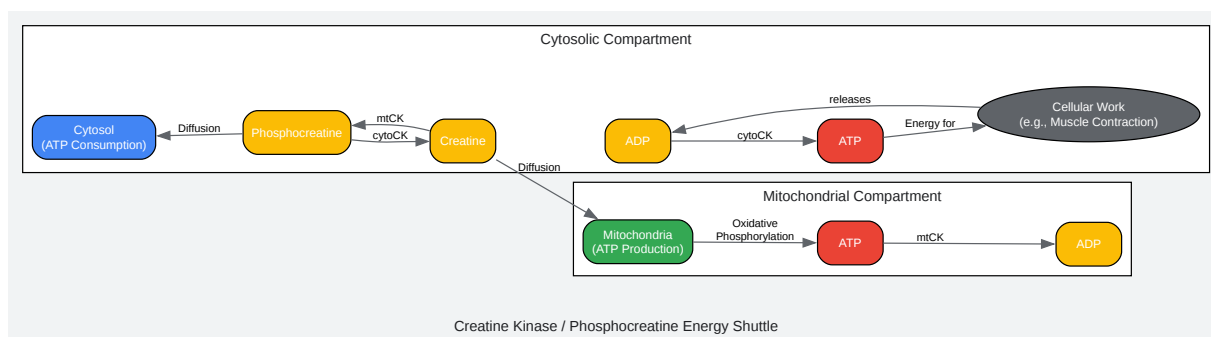 Cytosolic Compartment
releases
Cellular Work
(e.g., Muscle Contraction)
Cytosol
(ATP Consumption)
Diffusion
Phosphocreatine
mtCK
cytoCK
Creatine
ADP
cytoCK
ATP
Energy for
Diffusion
Mitochondrial Compartment
Mitochondria
(ATP Production)
Oxidative
Phosphorylation
ATP
mtCK
ADP
Creatine Kinase / Phosphocreatine Energy Shuttle